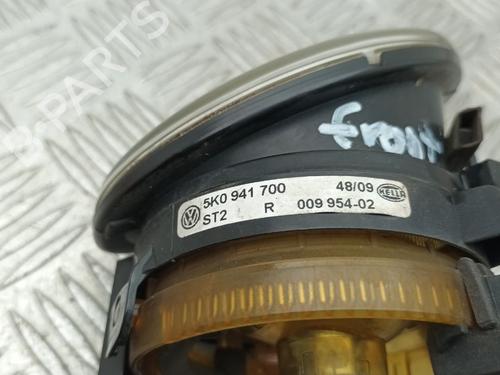 Front
5K0 941 700 48/09 HELLA
ST2 R 009 954-02
B-PARTS